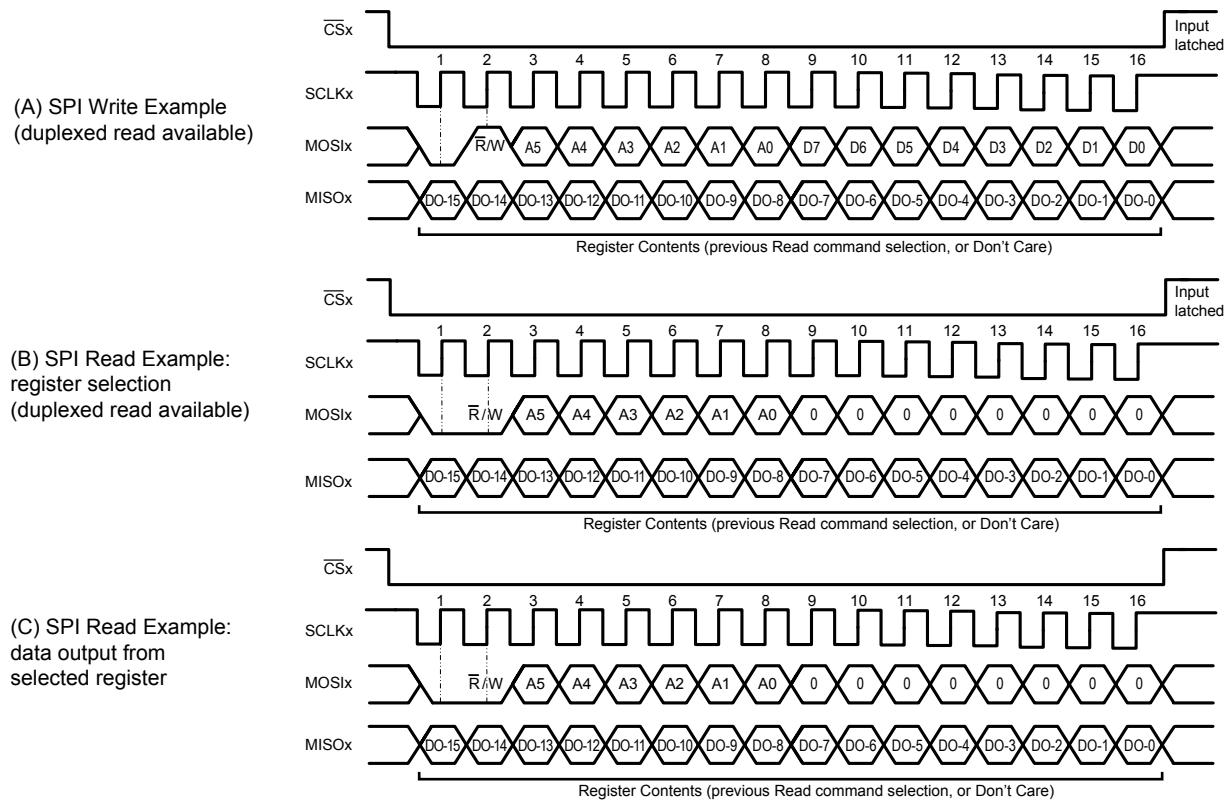 (A) SPI Write Example
(duplexed read available)
CSx
Input
latched
1 2 3 4 5 6 7 8 9 10 11 12 13 14 15 16
SCLKx
MOSIx R/W A5 A4 A3 A2 A1 A0 D7 D6 D5 D4 D3 D2 D1 D0
MISOx DO-15 DO-14 DO-13 DO-12 DO-11 DO-10 DO-9 DO-8 DO-7 DO-6 DO-5 DO-4 DO-3 DO-2 DO-1 DO-0
Register Contents (previous Read command selection, or Don’t Care)
(B) SPI Read Example:
register selection
(duplexed read available)
CSx
Input
latched
1 2 3 4 5 6 7 8 9 10 11 12 13 14 15 16
SCLKx
MOSIx R/W A5 A4 A3 A2 A1 A0 0 0 0 0 0 0 0 0
MISOx DO-15 DO-14 DO-13 DO-12 DO-11 DO-10 DO-9 DO-8 DO-7 DO-6 DO-5 DO-4 DO-3 DO-2 DO-1 DO-0
Register Contents (previous Read command selection, or Don’t Care)
(C) SPI Read Example:
data output from
selected register
CSx
1 2 3 4 5 6 7 8 9 10 11 12 13 14 15 16
SCLKx
MOSIx R/W A5 A4 A3 A2 A1 A0 0 0 0 0 0 0 0 0
MISOx DO-15 DO-14 DO-13 DO-12 DO-11 DO-10 DO-9 DO-8 DO-7 DO-6 DO-5 DO-4 DO-3 DO-2 DO-1 DO-0
Register Contents (previous Read command selection, or Don’t Care)